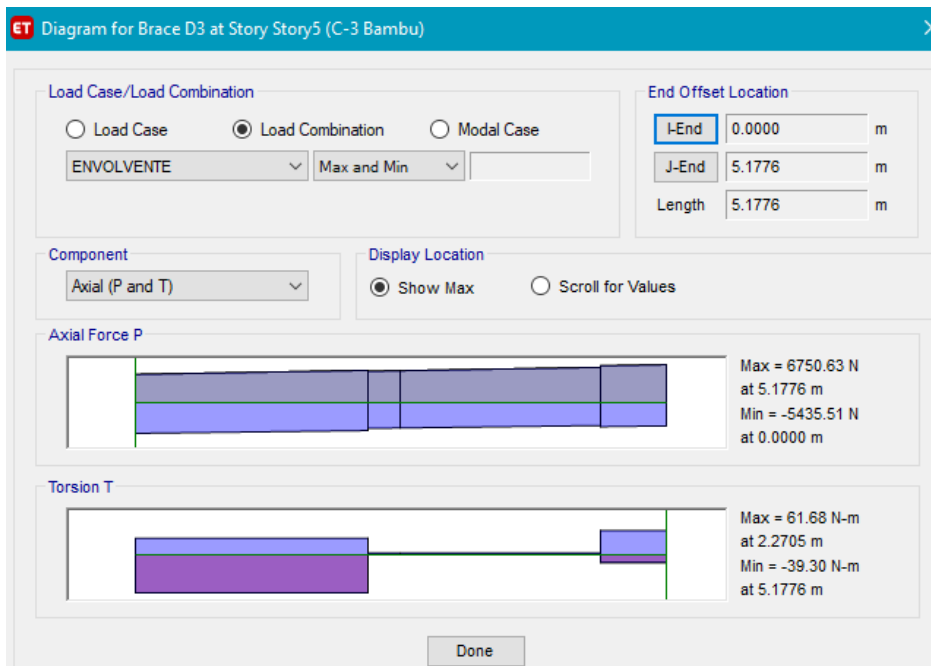 ET Diagram for Brace D3 at Story Story5 (C-3 Bambu)
Load Case/Load Combination
Load Case Load Combination Modal Case
ENVOLVENTE Max and Min
End Offset Location
I-End 0.0000 m
J-End 5.1776 m
Length 5.1776 m
Component
Axial (P and T)
Display Location
Show Max Scroll for Values
Axial Force P
Max = 6750.63 N
at 5.1776 m
Min = -5435.51 N
at 0.0000 m
Torsion T
Max = 61.68 N-m
at 2.2705 m
Min = -39.30 N-m
at 5.1776 m
Done